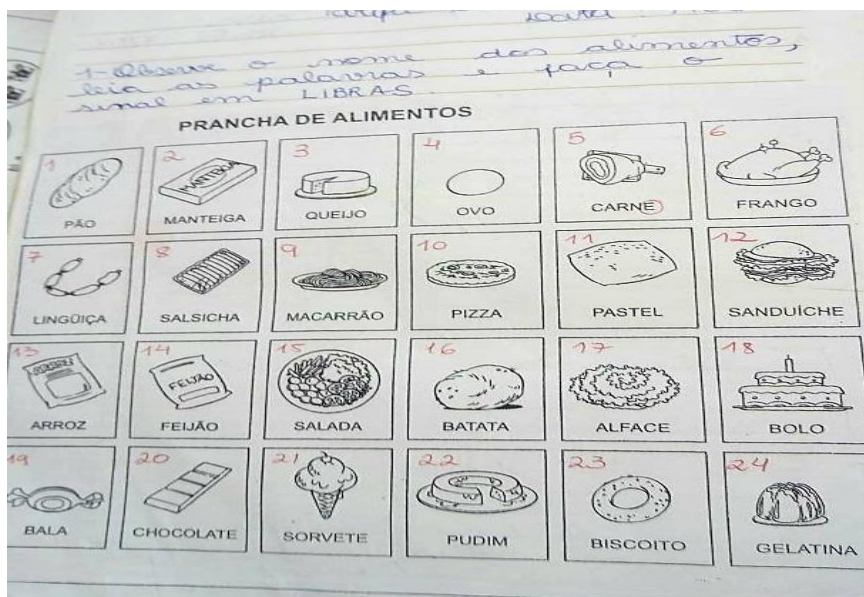 Data
1- Observe o nome dos alimentos,
leia as palavras e faça o
sinal em LIBRAS.
PRANCHA DE ALIMENTOS
1 2 3 4 5 6
MANTEIGA
PÃO MANTEIGA QUEIJO OVO CARNE FRANGO
7 8 9 10 11 12
LINGÜIÇA SALSICHA MACARRÃO PIZZA PASTEL SANDUÍCHE
13 14 15 16 17 18
FEIJÃO
ARROZ FEIJÃO SALADA BATATA ALFACE BOLO
19 20 21 22 23 24
BALA CHOCOLATE SORVETE PUDIM BISCOITO GELATINA